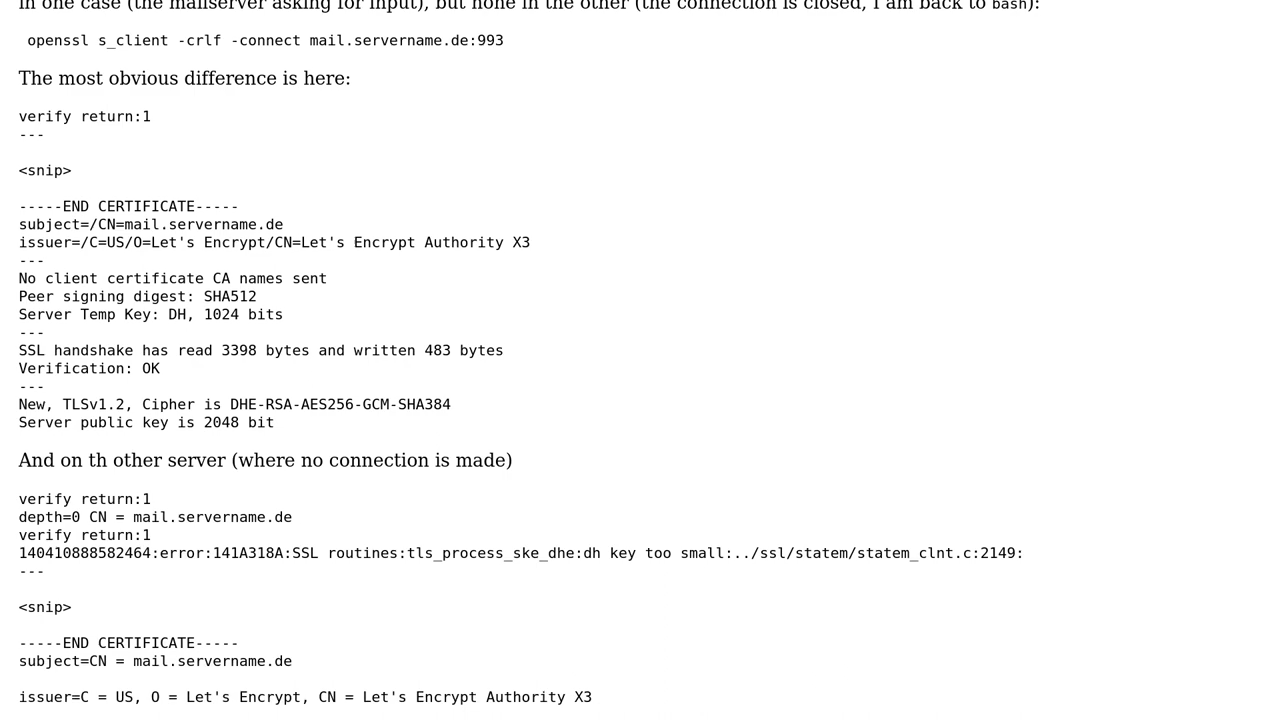 in one case (the mailserver asking for input), but none in the other (the connection is closed, I am back to bash):
openssl s_client -crlf -connect mail.servername.de:993
The most obvious difference is here:
verify return:1
---
<snip>
-----END CERTIFICATE-----
subject=/CN=mail.servername.de
issuer=/C=US/O=Let's Encrypt/CN=Let's Encrypt Authority X3
---
No client certificate CA names sent
Peer signing digest: SHA512
Server Temp Key: DH, 1024 bits
---
SSL handshake has read 3398 bytes and written 483 bytes
Verification: OK
---
New, TLSv1.2, Cipher is DHE-RSA-AES256-GCM-SHA384
Server public key is 2048 bit
And on th other server (where no connection is made)
verify return:1
depth=0 CN = mail.servername.de
verify return:1
140410888582464:error:141A318A:SSL routines:tls_process_ske_dhe:dh key too small:../ssl/statem/statem_clnt.c:2149:
---
<snip>
-----END CERTIFICATE-----
subject=CN = mail.servername.de
issuer=C = US, O = Let's Encrypt, CN = Let's Encrypt Authority X3